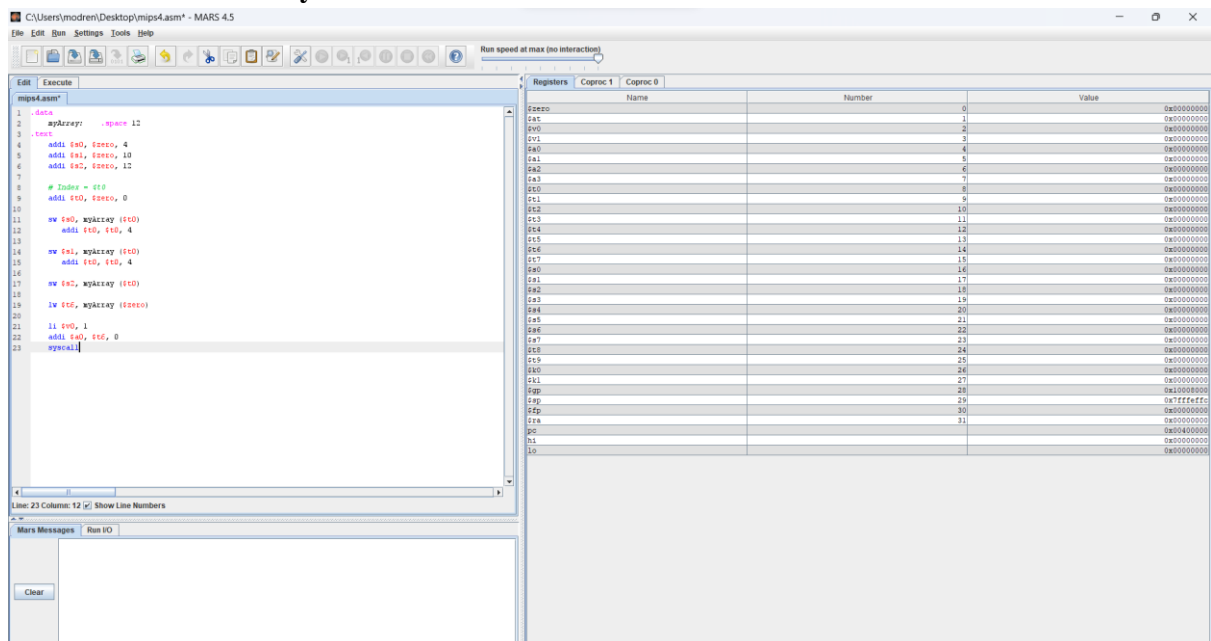 C:\Users\modren\Desktop\mips4.asm* - MARS 4.5
File Edit Run Settings Tools Help
Run speed at max (no interaction)
Edit Execute
mips4.asm*
1 .data
2 myArray: .space 12
3 .text
4 addi $s0, $zero, 4
5 addi $s1, $zero, 10
6 addi $s2, $zero, 12
7
8 # Index = $t0
9 addi $t0, $zero, 0
10
11 sw $s0, myArray ($t0)
12 addi $t0, $t0, 4
13
14 sw $s1, myArray ($t0)
15 addi $t0, $t0, 4
16
17 sw $s2, myArray ($t0)
18
19 lw $t6, myArray ($zero)
20
21 li $v0, 1
22 addi $a0, $t6, 0
23 syscall
Line: 23 Column: 12 Show Line Numbers
Mars Messages Run I/O
Clear
Registers Coproc 1 Coproc 0
Name Number Value
$zero 0 0x00000000
$at 1 0x00000000
$v0 2 0x00000000
$v1 3 0x00000000
$a0 4 0x00000000
$a1 5 0x00000000
$a2 6 0x00000000
$a3 7 0x00000000
$t0 8 0x00000000
$t1 9 0x00000000
$t2 10 0x00000000
$t3 11 0x00000000
$t4 12 0x00000000
$t5 13 0x00000000
$t6 14 0x00000000
$t7 15 0x00000000
$s0 16 0x00000000
$s1 17 0x00000000
$s2 18 0x00000000
$s3 19 0x00000000
$s4 20 0x00000000
$s5 21 0x00000000
$s6 22 0x00000000
$s7 23 0x00000000
$t8 24 0x00000000
$t9 25 0x00000000
$k0 26 0x00000000
$k1 27 0x00000000
$gp 28 0x10008000
$sp 29 0x7fffeffc
$fp 30 0x00000000
$ra 31 0x00000000
pc 0x00400000
hi 0x00000000
lo 0x00000000